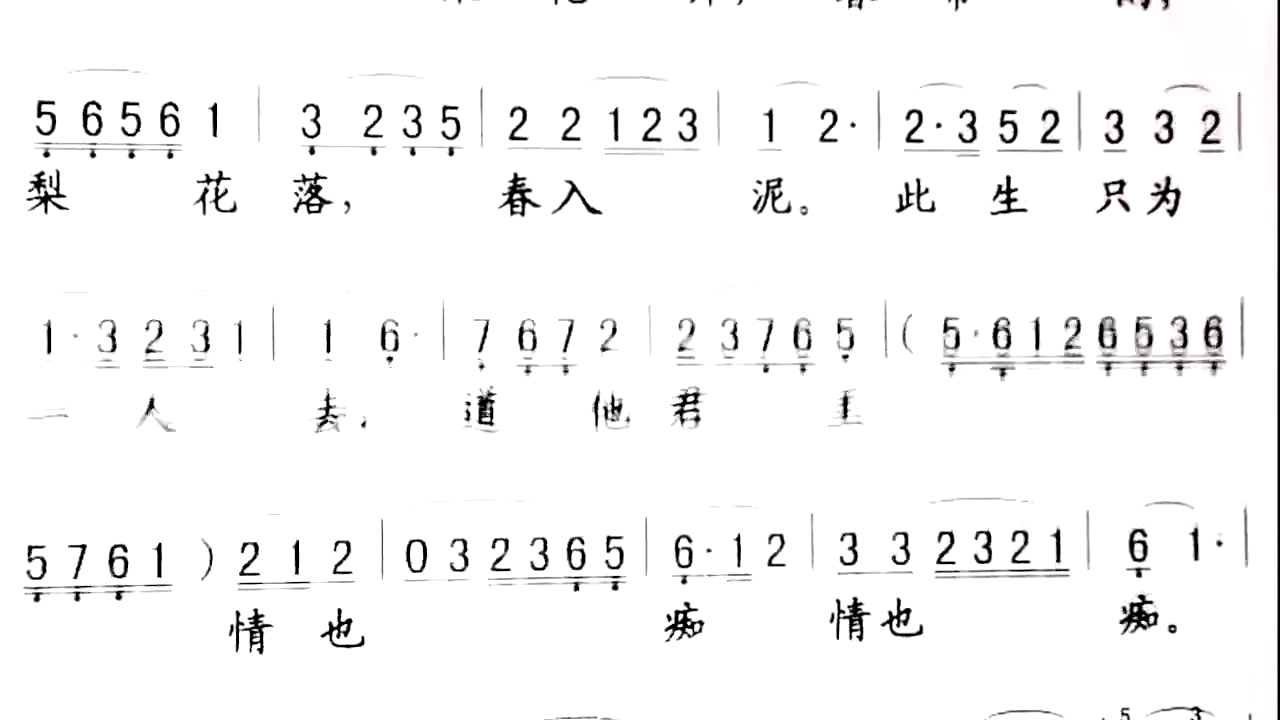 5 6 5 6 1 | 3 2 3 5 | 2 2 1 2 3 | 1 2· | 2·3 5 2 | 3 3 2 |
梨 花 落， 春入 泥。 此 生 只为
1·3 2 3 1 | 1 6· | 7 6 7 2 | 2 3 7 6 5 | ( 5·6 1 2 6 5 3 6 |
一 人 去， 道 他 君 王
5 7 6 1 ) 2 1 2 | 0 3 2 3 6 5 | 6·1 2 | 3 3 2 3 2 1 | 6 1· |
情 也 痴 情也 痴。
5 3